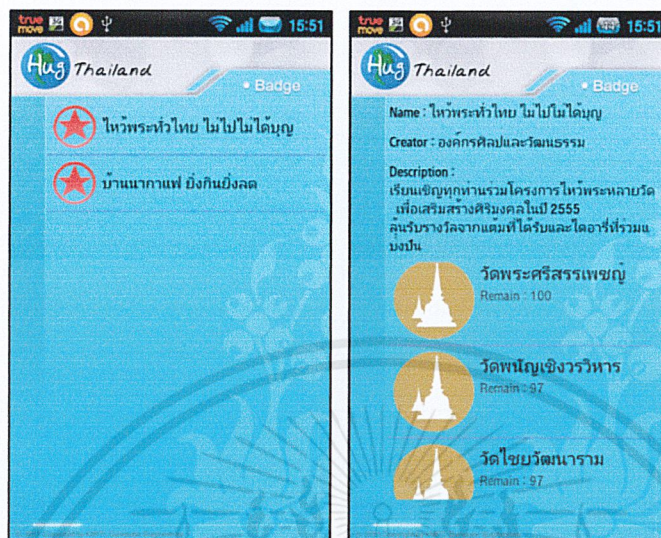 true
move
15:51
Hug Thailand
• Badge
ไหว้พระทั่วไทย ไม่ไปไม่ได้บุญ
บ้านนากาแฟ ยิ่งกินยิ่งลด
true
move
15:51
Hug Thailand
• Badge
Name : ไหว้พระทั่วไทย ไม่ไปไม่ได้บุญ
Creator : องค์กรศิลปและวัฒนธรรม
Description :
เรียนเชิญทุกท่านรวมโครงการไหว้พระหลายวัด
เพื่อเสริมสร้างศิริมงคลในปี 2555
ลุ้นรับรางวัลจากแต้มที่ได้รับและไดอารี่ที่รวมแ
บงปัน
วัดพระศรีสรรเพชญ์
Remain : 100
วัดพนัญเชิงวรวิหาร
Remain : 97
วัดไชยวัฒนาราม
Remain : 97